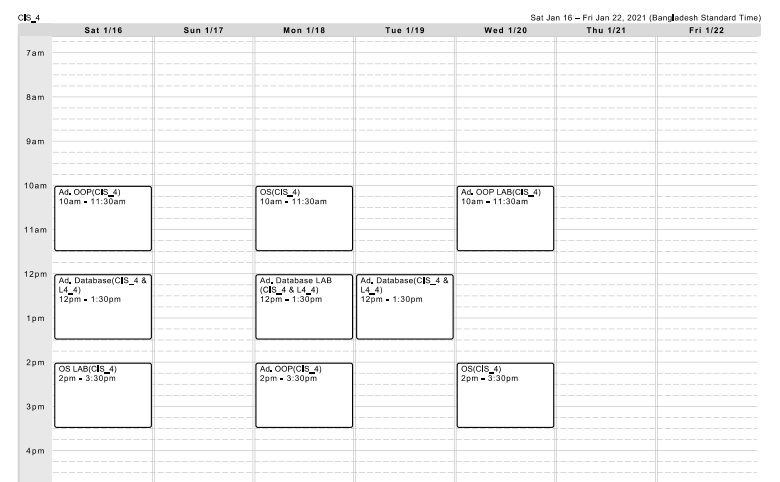 CIS_4
Sat Jan 16 – Fri Jan 22, 2021 (Bangladesh Standard Time)
Sat 1/16 Sun 1/17 Mon 1/18 Tue 1/19 Wed 1/20 Thu 1/21 Fri 1/22
7am
8am
9am
10am
Ad. OOP(CIS_4)
10am - 11:30am
OS(CIS_4)
10am - 11:30am
Ad. OOP LAB(CIS_4)
10am - 11:30am
11am
12pm
Ad. Database(CIS_4 &
L4_4)
12pm - 1:30pm
Ad. Database LAB
(CIS_4 & L4_4)
12pm - 1:30pm
Ad. Database(CIS_4 &
L4_4)
12pm - 1:30pm
1pm
2pm
OS LAB(CIS_4)
2pm - 3:30pm
Ad. OOP(CIS_4)
2pm - 3:30pm
OS(CIS_4)
2pm - 3:30pm
3pm
4pm